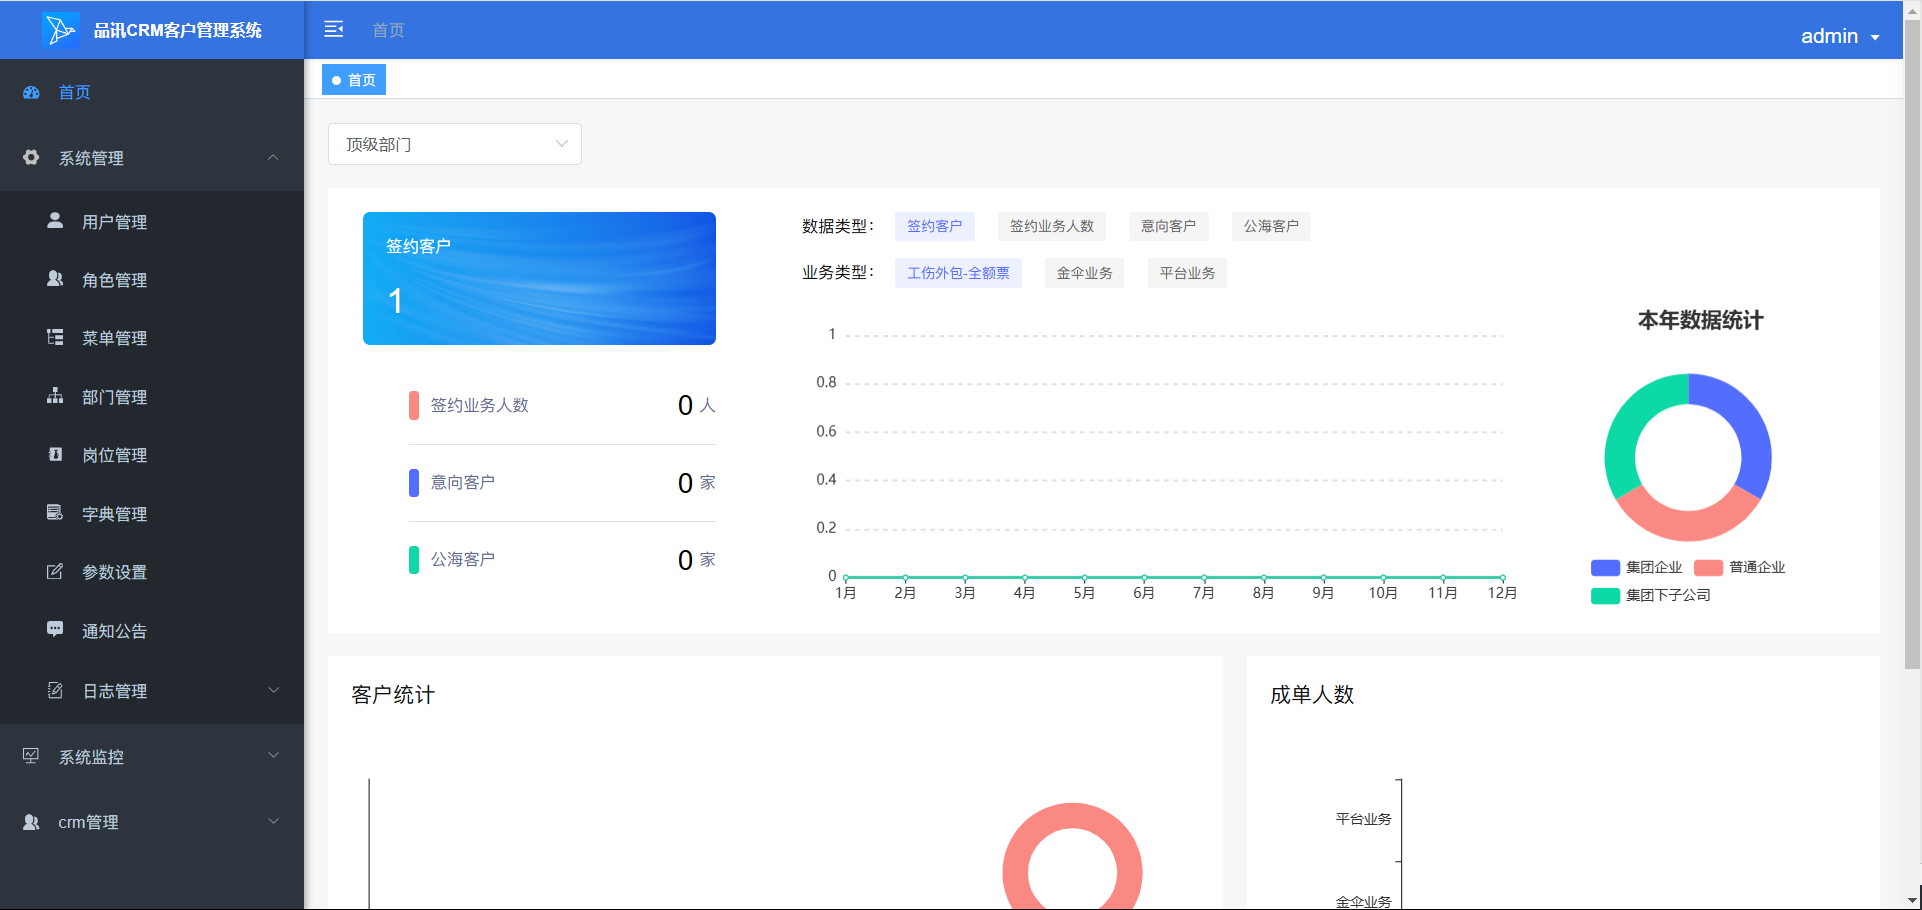 品讯CRM客户管理系统
首页
admin
首页
系统管理
用户管理
角色管理
菜单管理
部门管理
岗位管理
字典管理
参数设置
通知公告
日志管理
系统监控
crm管理
首页
顶级部门
签约客户
1
签约业务人数 0 人
意向客户 0 家
公海客户 0 家
数据类型： 签约客户 签约业务人数 意向客户 公海客户
业务类型： 工伤外包-全额票 金伞业务 平台业务
1
0.8
0.6
0.4
0.2
0
1月 2月 3月 4月 5月 6月 7月 8月 9月 10月 11月 12月
本年数据统计
集团企业 普通企业
集团下子公司
客户统计
成单人数
平台业务
金伞业务